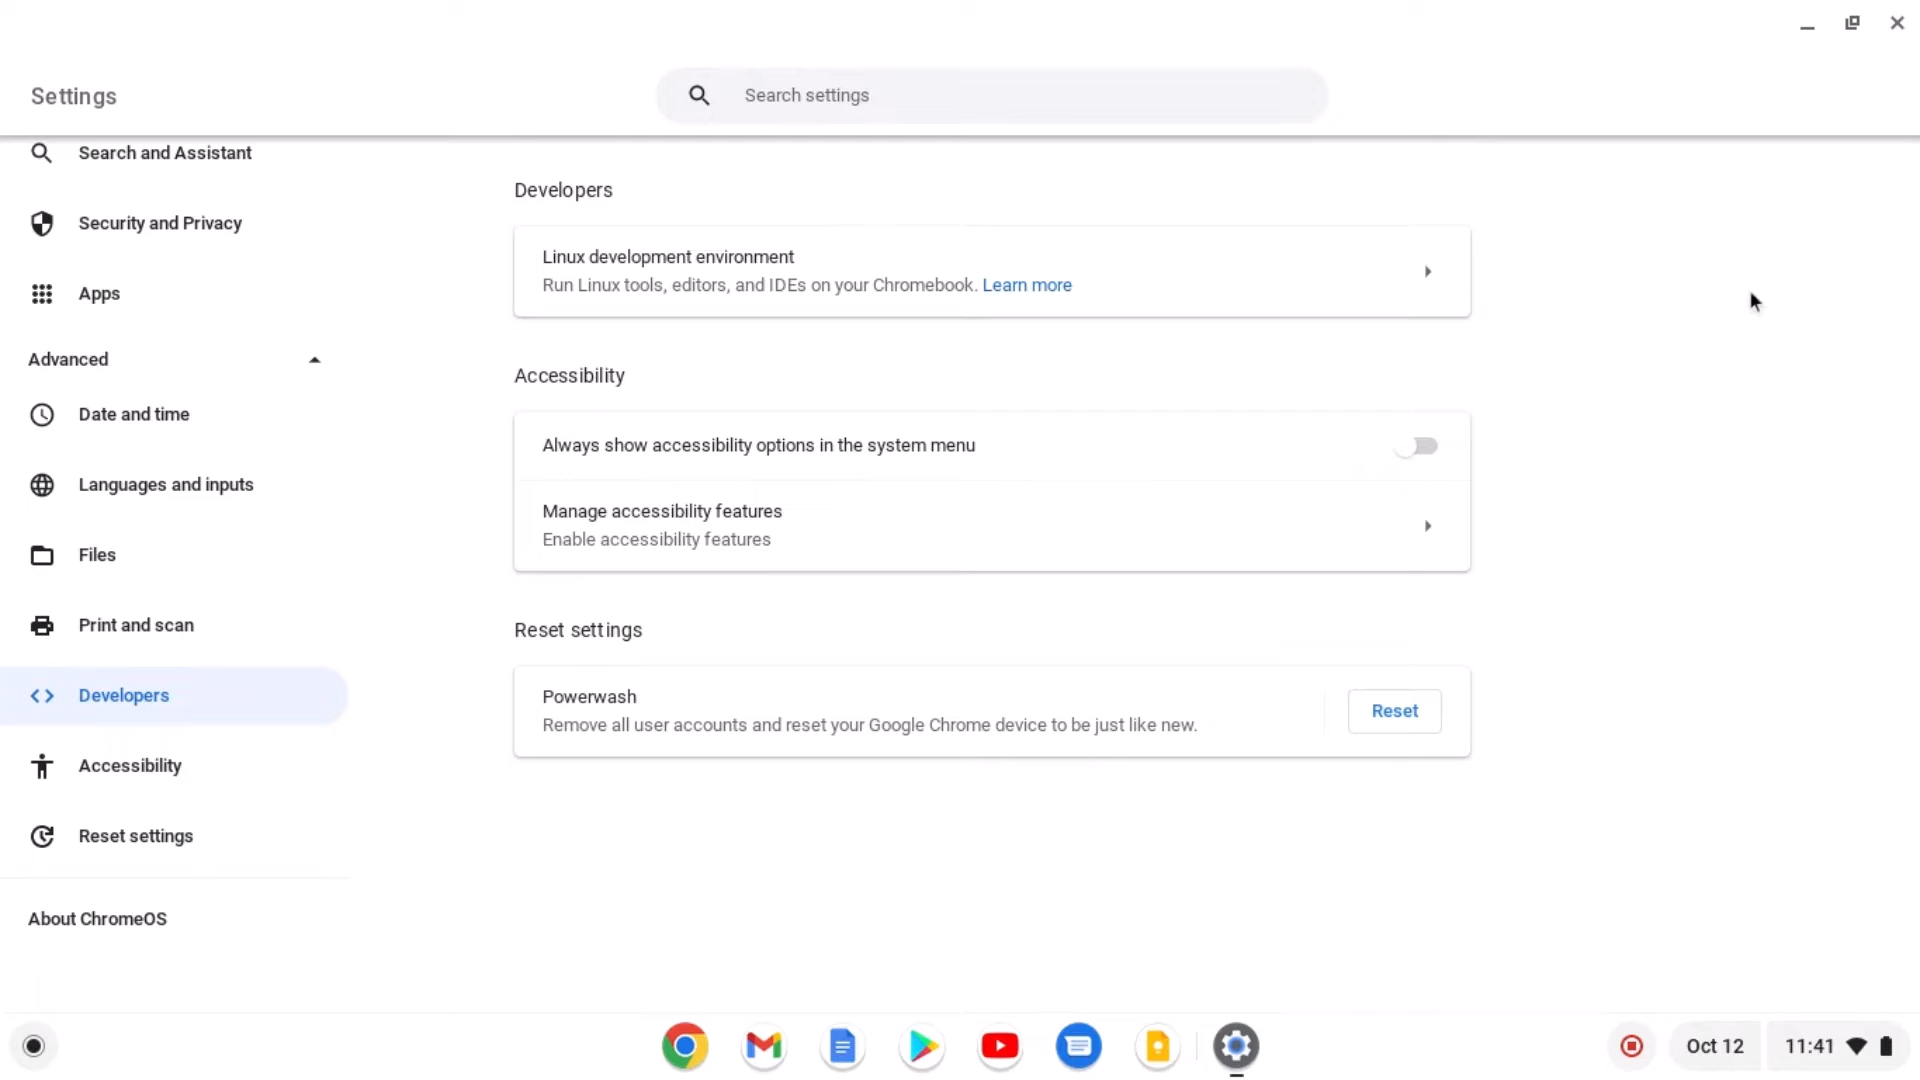 Settings
Search settings
Search and Assistant
Security and Privacy
Apps
Advanced
Date and time
Languages and inputs
Files
Print and scan
Developers
Accessibility
Reset settings
About ChromeOS
Developers
Linux development environment
Run Linux tools, editors, and IDEs on your Chromebook. Learn more
Accessibility
Always show accessibility options in the system menu
Manage accessibility features
Enable accessibility features
Reset settings
Powerwash
Remove all user accounts and reset your Google Chrome device to be just like new.
Reset
Oct 12
11:41